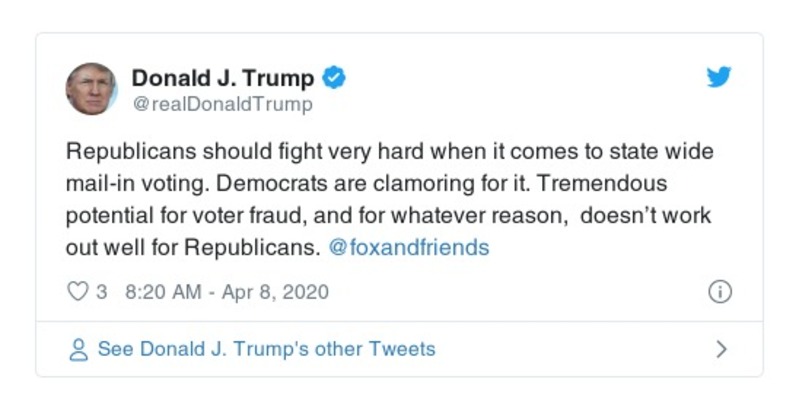 Donald J. Trump
@realDonaldTrump
Republicans should fight very hard when it comes to state wide
mail-in voting. Democrats are clamoring for it. Tremendous
potential for voter fraud, and for whatever reason,  doesn’t work
out well for Republicans. @foxandfriends
3 8:20 AM - Apr 8, 2020
See Donald J. Trump's other Tweets